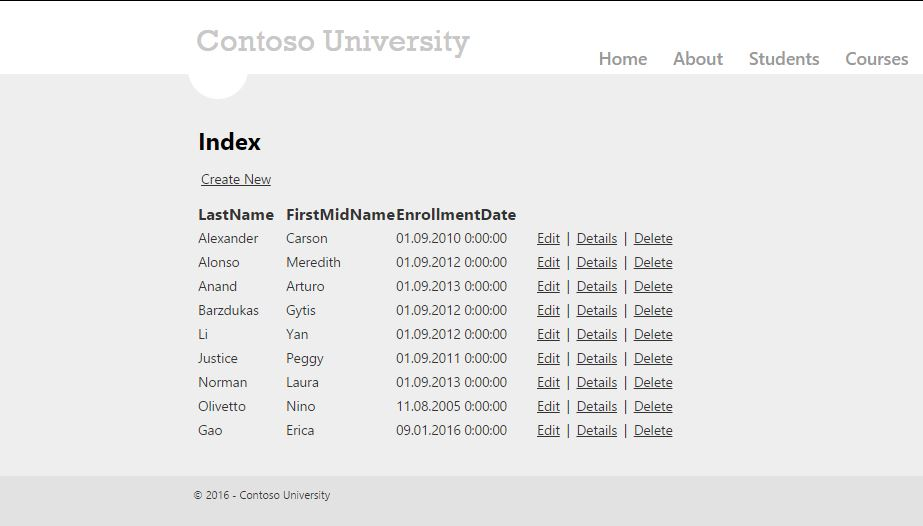 Contoso University
Home About Students Courses
Index
Create New
LastName FirstMidName EnrollmentDate
Alexander Carson 01.09.2010 0:00:00 Edit | Details | Delete
Alonso Meredith 01.09.2012 0:00:00 Edit | Details | Delete
Anand Arturo 01.09.2013 0:00:00 Edit | Details | Delete
Barzdukas Gytis 01.09.2012 0:00:00 Edit | Details | Delete
Li Yan 01.09.2012 0:00:00 Edit | Details | Delete
Justice Peggy 01.09.2011 0:00:00 Edit | Details | Delete
Norman Laura 01.09.2013 0:00:00 Edit | Details | Delete
Olivetto Nino 11.08.2005 0:00:00 Edit | Details | Delete
Gao Erica 09.01.2016 0:00:00 Edit | Details | Delete
© 2016 - Contoso University